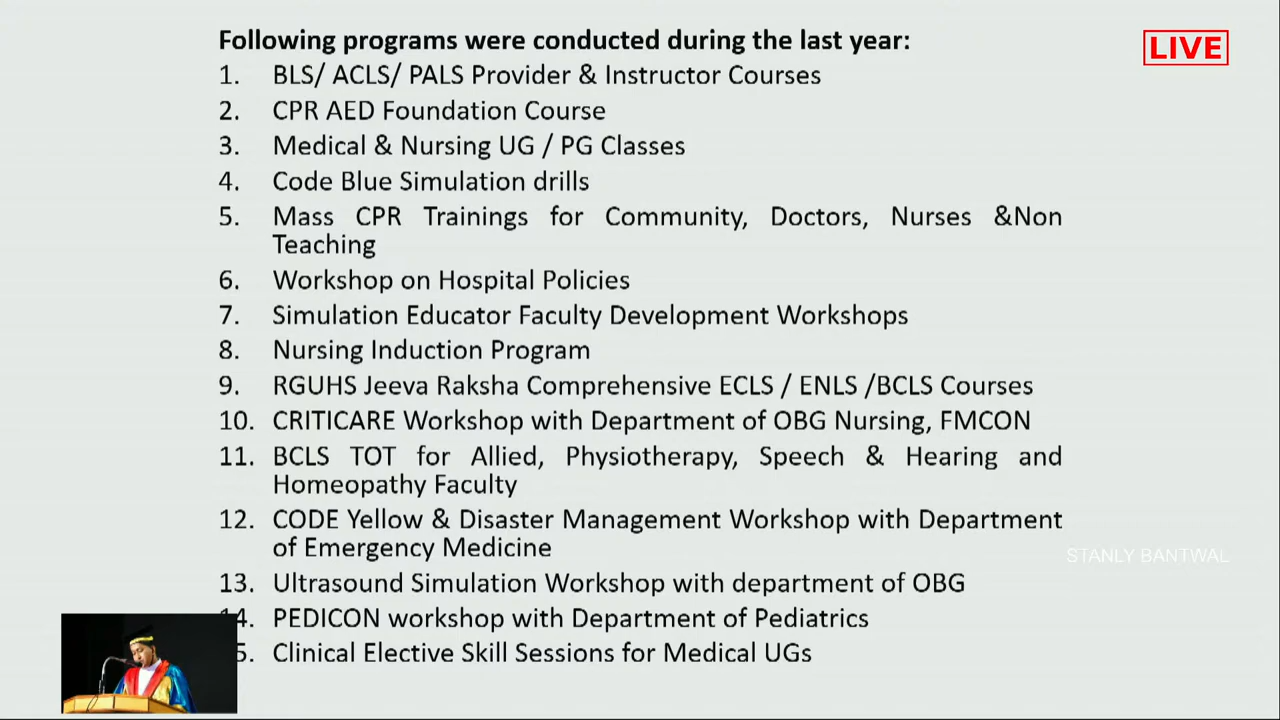 Following programs were conducted during the last year:
LIVE
1. BLS/ ACLS/ PALS Provider & Instructor Courses
2. CPR AED Foundation Course
3. Medical & Nursing UG / PG Classes
4. Code Blue Simulation drills
5. Mass CPR Trainings for Community, Doctors, Nurses &Non
Teaching
6. Workshop on Hospital Policies
7. Simulation Educator Faculty Development Workshops
8. Nursing Induction Program
9. RGUHS Jeeva Raksha Comprehensive ECLS / ENLS /BCLS Courses
10. CRITICARE Workshop with Department of OBG Nursing, FMCON
11. BCLS TOT for Allied, Physiotherapy, Speech & Hearing and
Homeopathy Faculty
12. CODE Yellow & Disaster Management Workshop with Department
of Emergency Medicine
STANLY BANTWAL
13. Ultrasound Simulation Workshop with department of OBG
14. PEDICON workshop with Department of Pediatrics
5. Clinical Elective Skill Sessions for Medical UGs